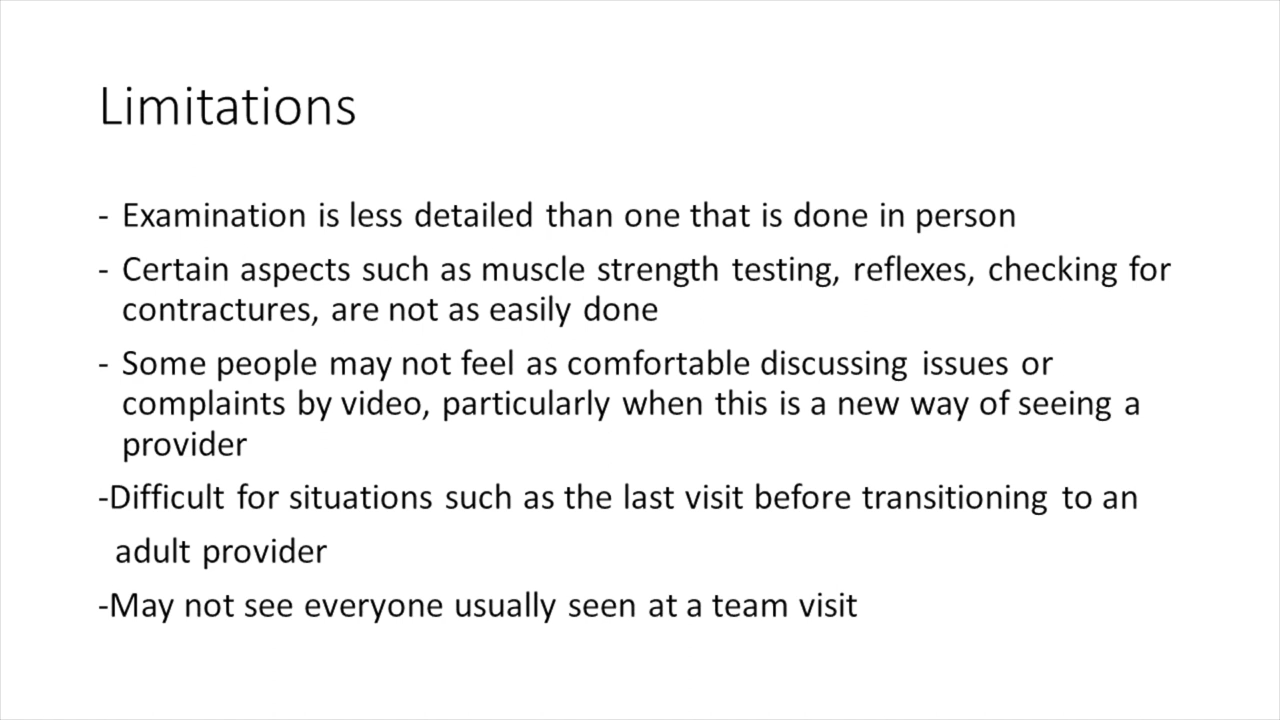 Limitations
- Examination is less detailed than one that is done in person
- Certain aspects such as muscle strength testing, reflexes, checking for
contractures, are not as easily done
- Some people may not feel as comfortable discussing issues or
complaints by video, particularly when this is a new way of seeing a
provider
-Difficult for situations such as the last visit before transitioning to an
adult provider
-May not see everyone usually seen at a team visit